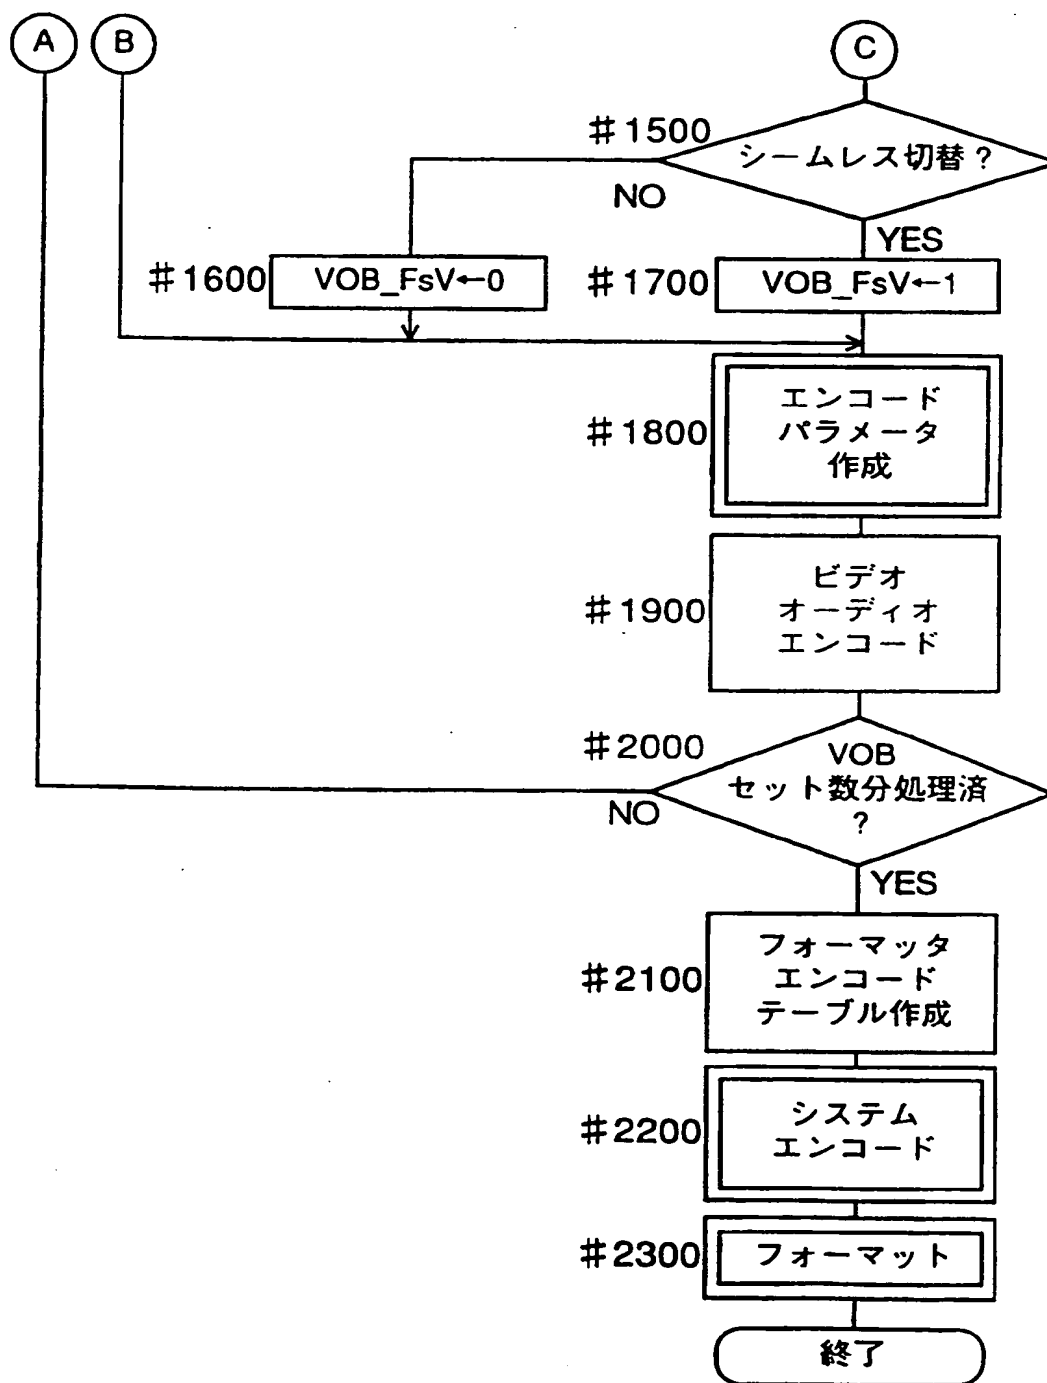 A
B
C
#1500
シームレス切替?
NO
YES
#1600
VOB_FsV←0
#1700
VOB_FsV←1
#1800
エンコード
パラメータ
作成
#1900
ビデオ
オーディオ
エンコード
#2000
VOB
セット数分処理済
?
NO
YES
#2100
フォーマッタ
エンコード
テーブル作成
#2200
システム
エンコード
#2300
フォーマット
終了